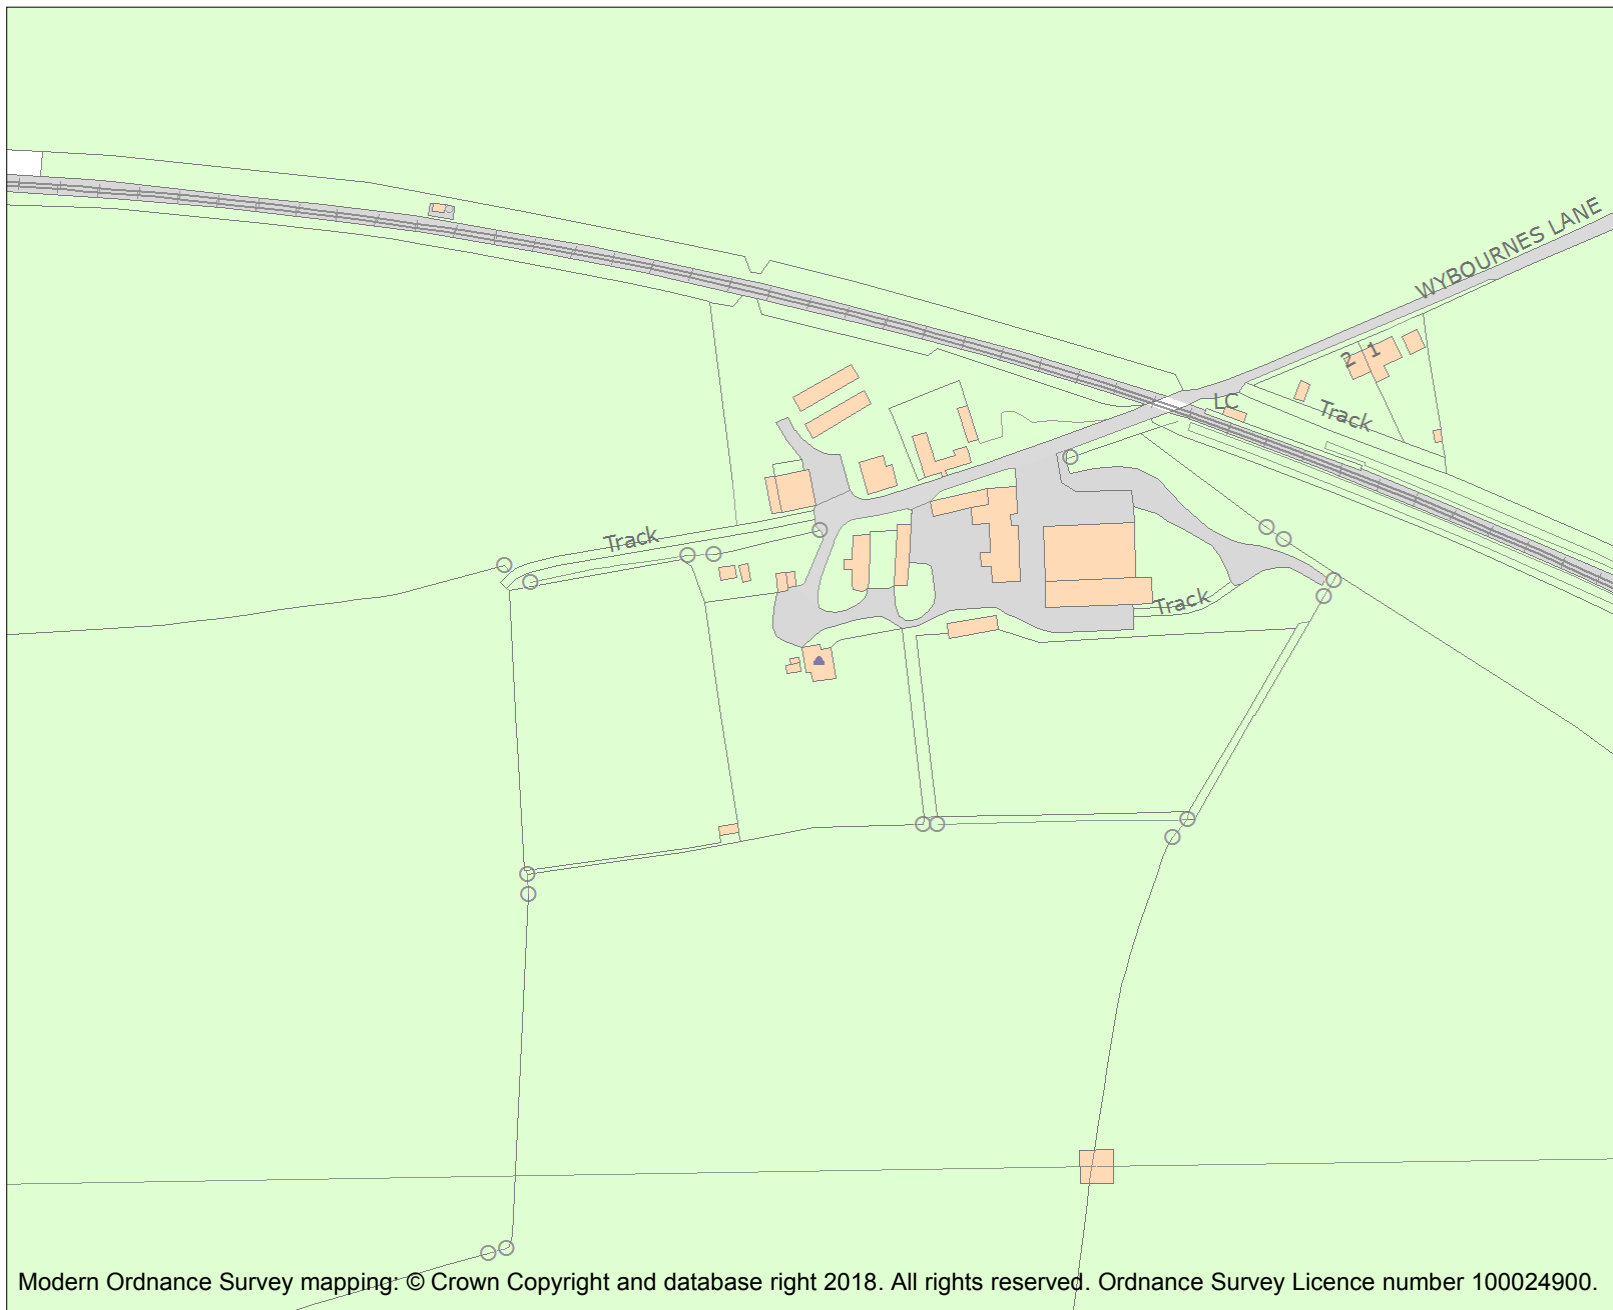 WYBOURNES LANE
2 1
LC
Track
Track
Track
Modern Ordnance Survey mapping: © Crown Copyright and database right 2018. All rights reserved. Ordnance Survey Licence number 100024900.